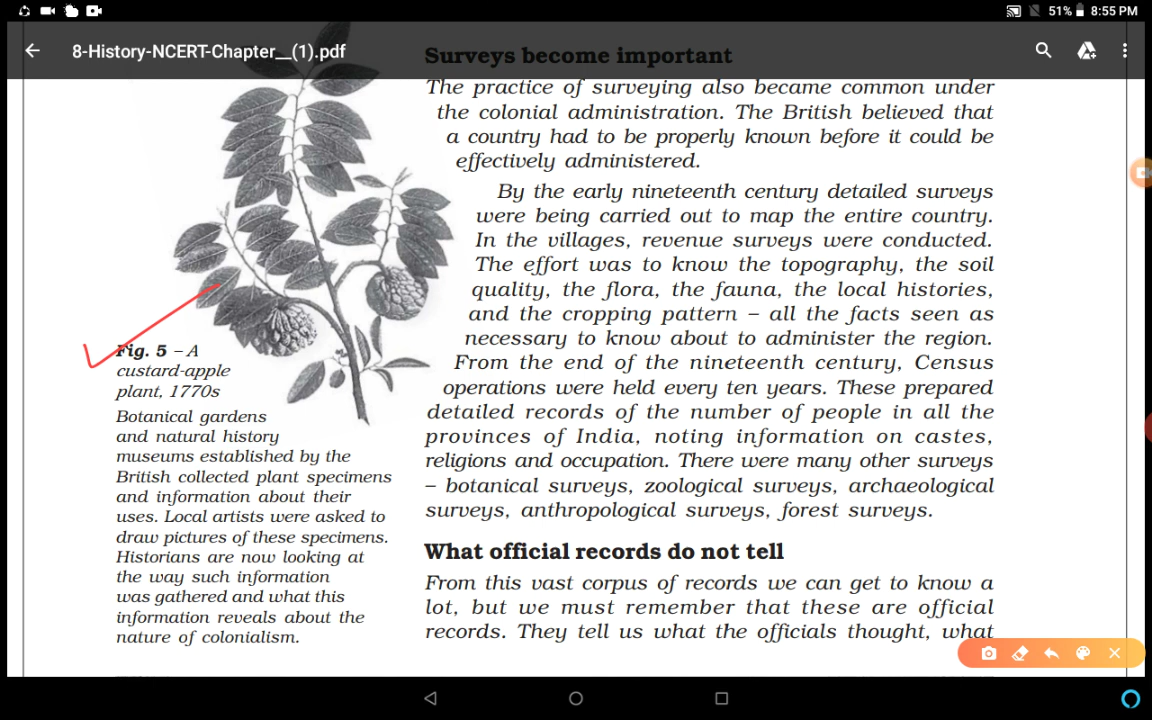 51% 8:55 PM
8-History-NCERT-Chapter__(1).pdf
Surveys become important
The practice of surveying also became common under
the colonial administration. The British believed that
a country had to be properly known before it could be
effectively administered.
By the early nineteenth century detailed surveys
were being carried out to map the entire country.
In the villages, revenue surveys were conducted.
The effort was to know the topography, the soil
quality, the flora, the fauna, the local histories,
and the cropping pattern – all the facts seen as
necessary to know about to administer the region.
From the end of the nineteenth century, Census
operations were held every ten years. These prepared
detailed records of the number of people in all the
provinces of India, noting information on castes,
religions and occupation. There were many other surveys
– botanical surveys, zoological surveys, archaeological
surveys, anthropological surveys, forest surveys.
What official records do not tell
From this vast corpus of records we can get to know a
lot, but we must remember that these are official
records. They tell us what the officials thought, what
Fig. 5 – A
custard-apple
plant, 1770s
Botanical gardens
and natural history
museums established by the
British collected plant specimens
and information about their
uses. Local artists were asked to
draw pictures of these specimens.
Historians are now looking at
the way such information
was gathered and what this
information reveals about the
nature of colonialism.